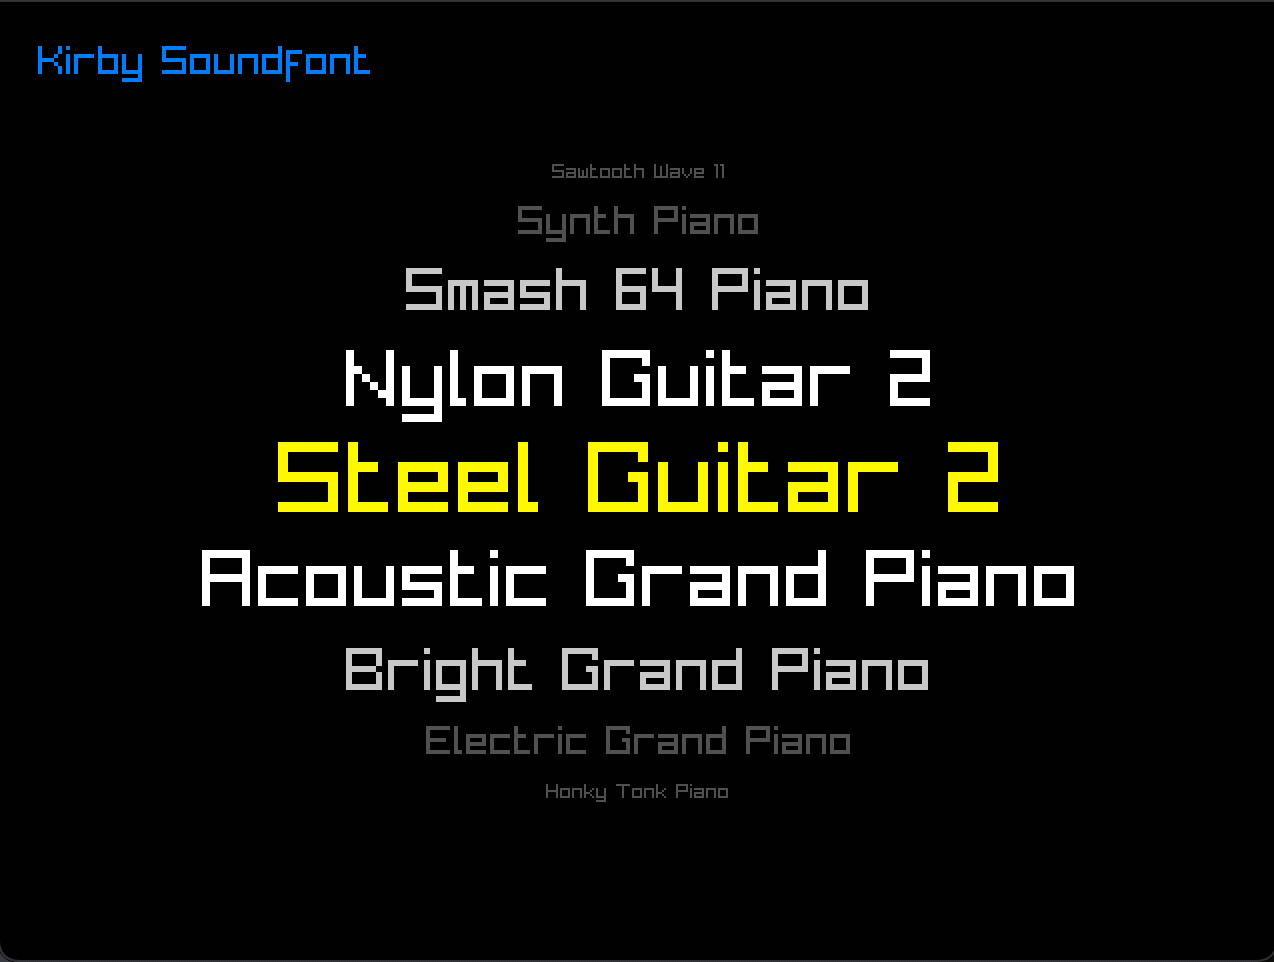 Kirby Soundfont
Sawtooth Wave 11
Synth Piano
Smash 64 Piano
Nylon Guitar 2
Steel Guitar 2
Acoustic Grand Piano
Bright Grand Piano
Electric Grand Piano
Honky Tonk Piano